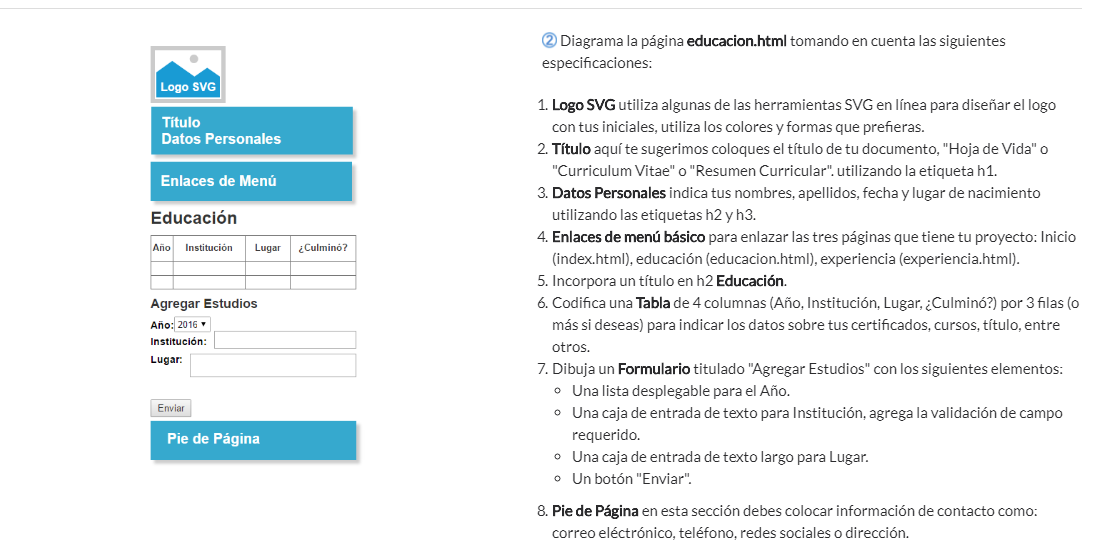 Logo SVG
Título
Datos Personales
Enlaces de Menú
Educación
Año Institución Lugar ¿Culminó?
Agregar Estudios
Año: 2016
Institución:
Lugar:
Enviar
Pie de Página
2 Diagrama la página educacion.html tomando en cuenta las siguientes
especificaciones:
1. Logo SVG utiliza algunas de las herramientas SVG en línea para diseñar el logo
con tus iniciales, utiliza los colores y formas que prefieras.
2. Título aquí te sugerimos coloques el título de tu documento, "Hoja de Vida" o
"Curriculum Vitae" o "Resumen Curricular". utilizando la etiqueta h1.
3. Datos Personales indica tus nombres, apellidos, fecha y lugar de nacimiento
utilizando las etiquetas h2 y h3.
4. Enlaces de menú básico para enlazar las tres páginas que tiene tu proyecto: Inicio
(index.html), educación (educacion.html), experiencia (experiencia.html).
5. Incorpora un título en h2 Educación.
6. Codifica una Tabla de 4 columnas (Año, Institución, Lugar, ¿Culminó?) por 3 filas (o
más si deseas) para indicar los datos sobre tus certificados, cursos, título, entre
otros.
7. Dibuja un Formulario titulado "Agregar Estudios" con los siguientes elementos:
Una lista desplegable para el Año.
Una caja de entrada de texto para Institución, agrega la validación de campo
requerido.
Una caja de entrada de texto largo para Lugar.
Un botón "Enviar".
8. Pie de Página en esta sección debes colocar información de contacto como:
correo eléctrónico, teléfono, redes sociales o dirección.